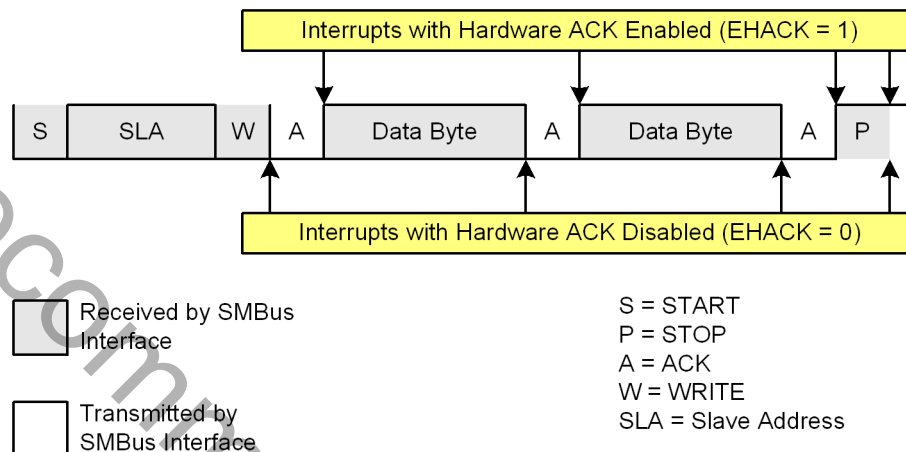 Interrupts with Hardware ACK Enabled (EHACK = 1)
S SLA W A Data Byte A Data Byte A P
Interrupts with Hardware ACK Disabled (EHACK = 0)
Received by SMBus
Interface
Transmitted by
SMBus Interface
S = START
P = STOP
A = ACK
W = WRITE
SLA = Slave Address